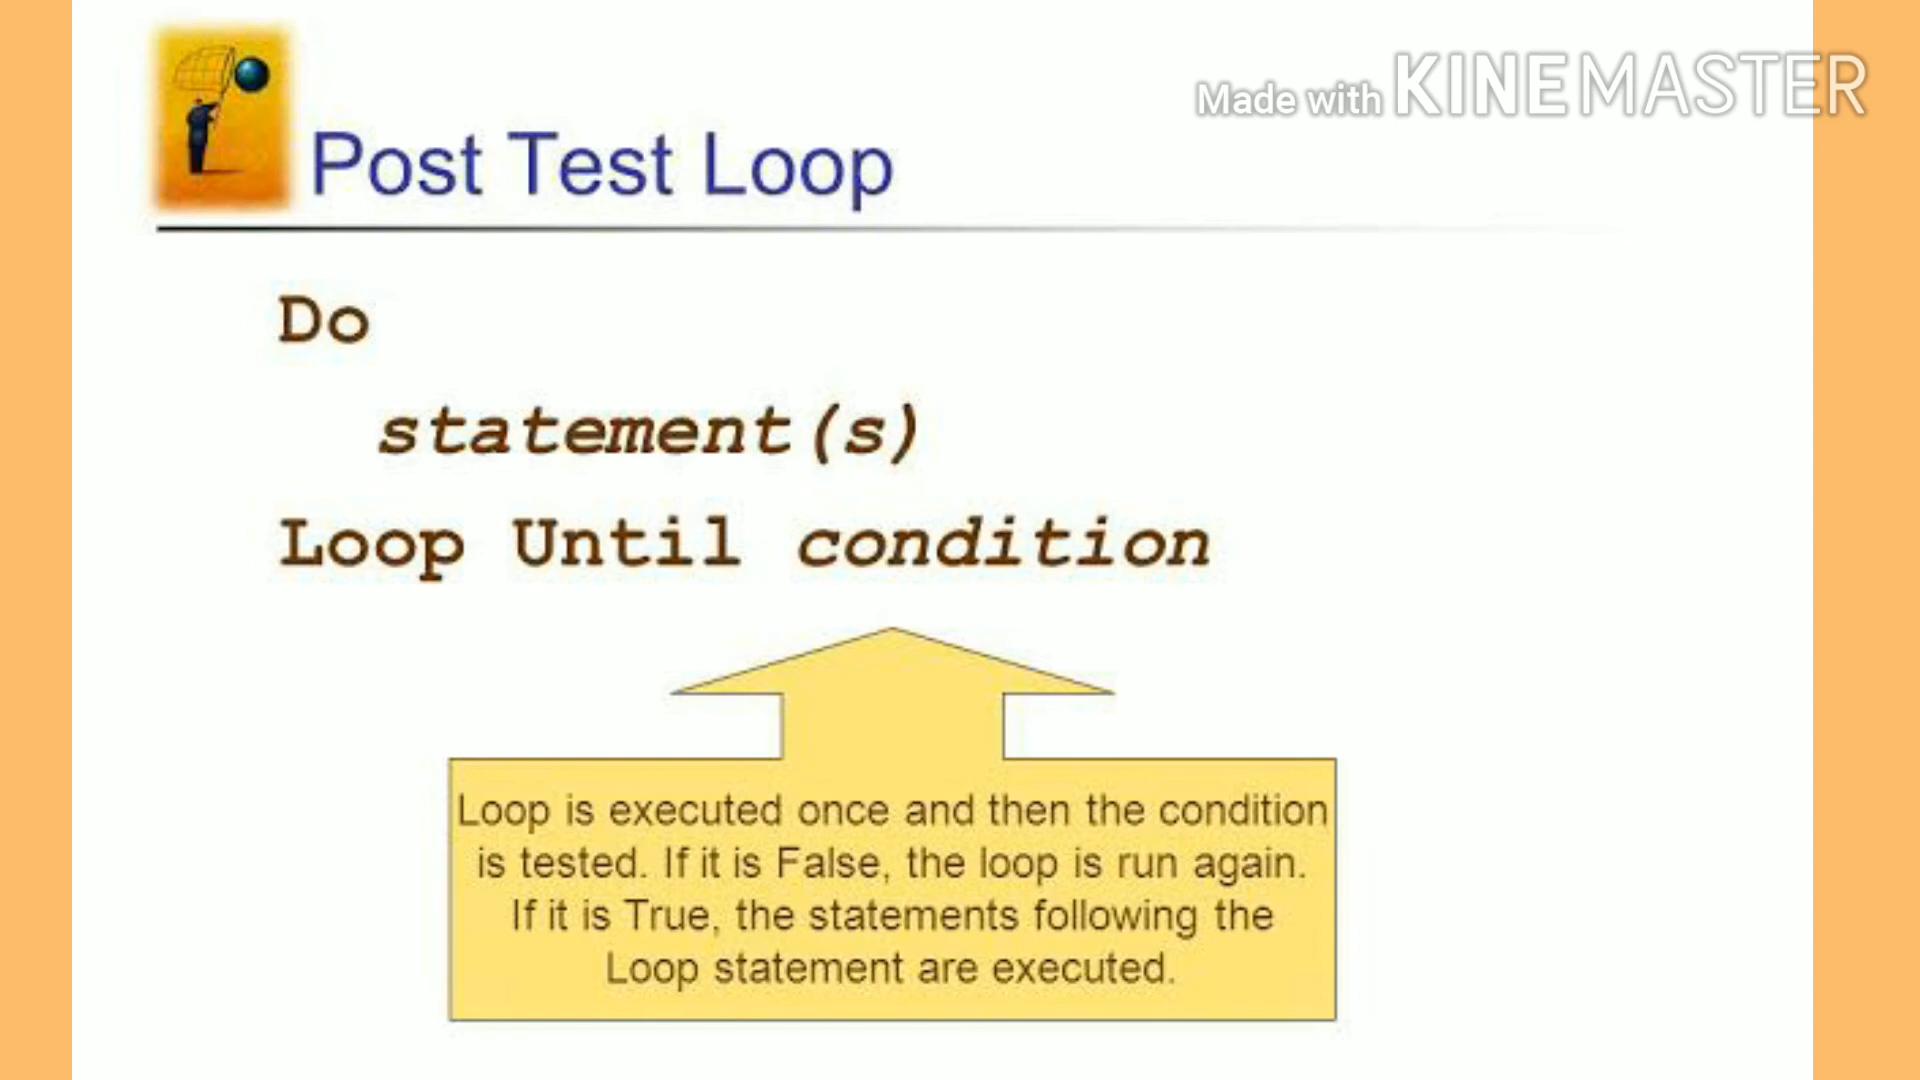 Made with KINEMASTER
Post Test Loop
Do
statement(s)
Loop Until condition
Loop is executed once and then the condition
is tested. If it is False, the loop is run again.
If it is True, the statements following the
Loop statement are executed.